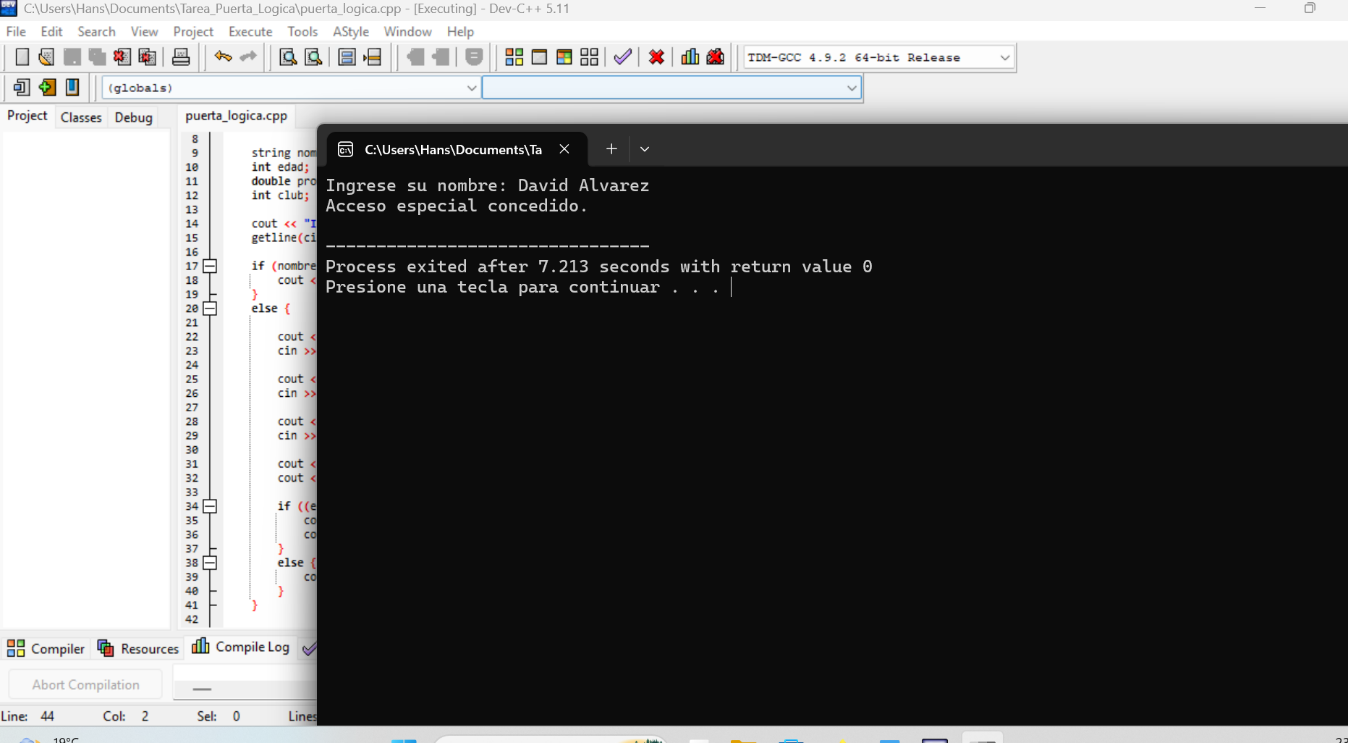 C:\Users\Hans\Documents\Tarea_Puerta_Logica\puerta_logica.cpp - [Executing] - Dev-C++ 5.11
File Edit Search View Project Execute Tools AStyle Window Help
TDM-GCC 4.9.2 64-bit Release
(globals)
Project Classes Debug puerta_logica.cpp
C:\Users\Hans\Documents\Ta
8
9 string nom
10 int edad;
11 double pro
12 int club;
13
14 cout << "I
15 getline(ci
16
17 if (nombre
18 cout <
19 }
20 else {
21
22 cout <
23 cin >>
24
25 cout <
26 cin >>
27
28 cout <
29 cin >>
30
31 cout <
32 cout <
33
34 if ((e
35 co
36 co
37 }
38 else {
39 co
40 }
41 }
42
Ingrese su nombre: David Alvarez
Acceso especial concedido.
--------------------------------
Process exited after 7.213 seconds with return value 0
Presione una tecla para continuar . . .
Compiler Resources Compile Log
Abort Compilation
Line: 44 Col: 2 Sel: 0 Lines
19°C